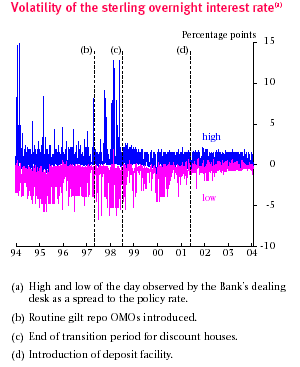 Volatility of the sterling overnight interest rate(a)
Percentage points
(b) (c) (d)
15
10
high
5
0
low
-5
-10
94 95 96 97 98 99 00 01 02 03 04
(a) High and low of the day observed by the Bank's dealing
desk as a spread to the policy rate.
(b) Routine gilt repo OMOs introduced.
(c) End of transition period for discount houses.
(d) Introduction of deposit facility.